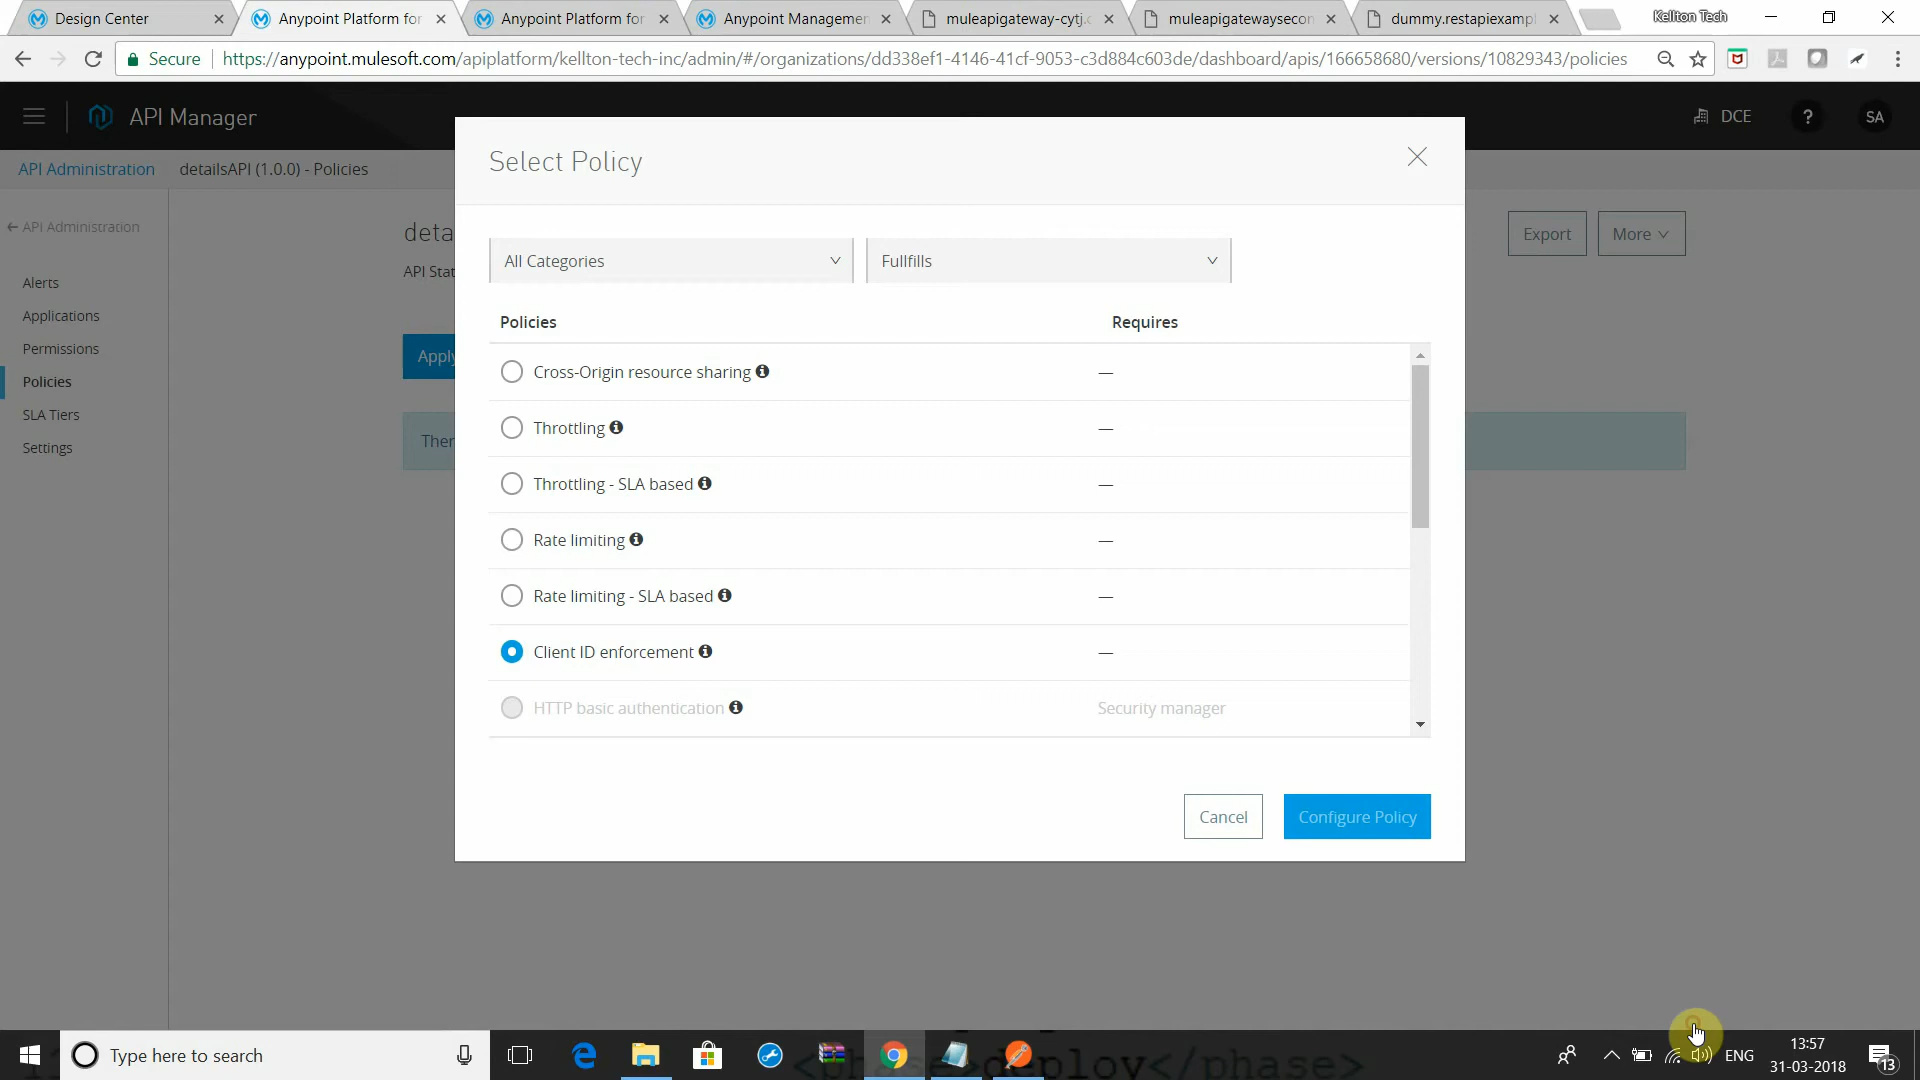 Design Center
Anypoint Platform for
Anypoint Platform for
Anypoint Managemen
muleapigateway-cytj.c
muleapigatewaysecon
dummy.restapiexamp
Kellton Tech
Secure
https://anypoint.mulesoft.com/apiplatform/kellton-tech-inc/admin/#/organizations/dd338ef1-4146-41cf-9053-c3d884c603de/dashboard/apis/166658680/versions/10829343/policies
API Manager
DCE
?
SA
API Administration
detailsAPI (1.0.0) - Policies
Select Policy
API Administration
deta
Export
More
API Stat
All Categories
Fullfills
Alerts
Applications
Permissions
Policies
SLA Tiers
Settings
Apply
Ther
Policies
Requires
Cross-Origin resource sharing
—
Throttling
—
Throttling - SLA based
—
Rate limiting
—
Rate limiting - SLA based
—
Client ID enforcement
—
HTTP basic authentication
Security manager
Cancel
Configure Policy
Type here to search
<phase>deploy</phase>
ENG
13:57
31-03-2018
13